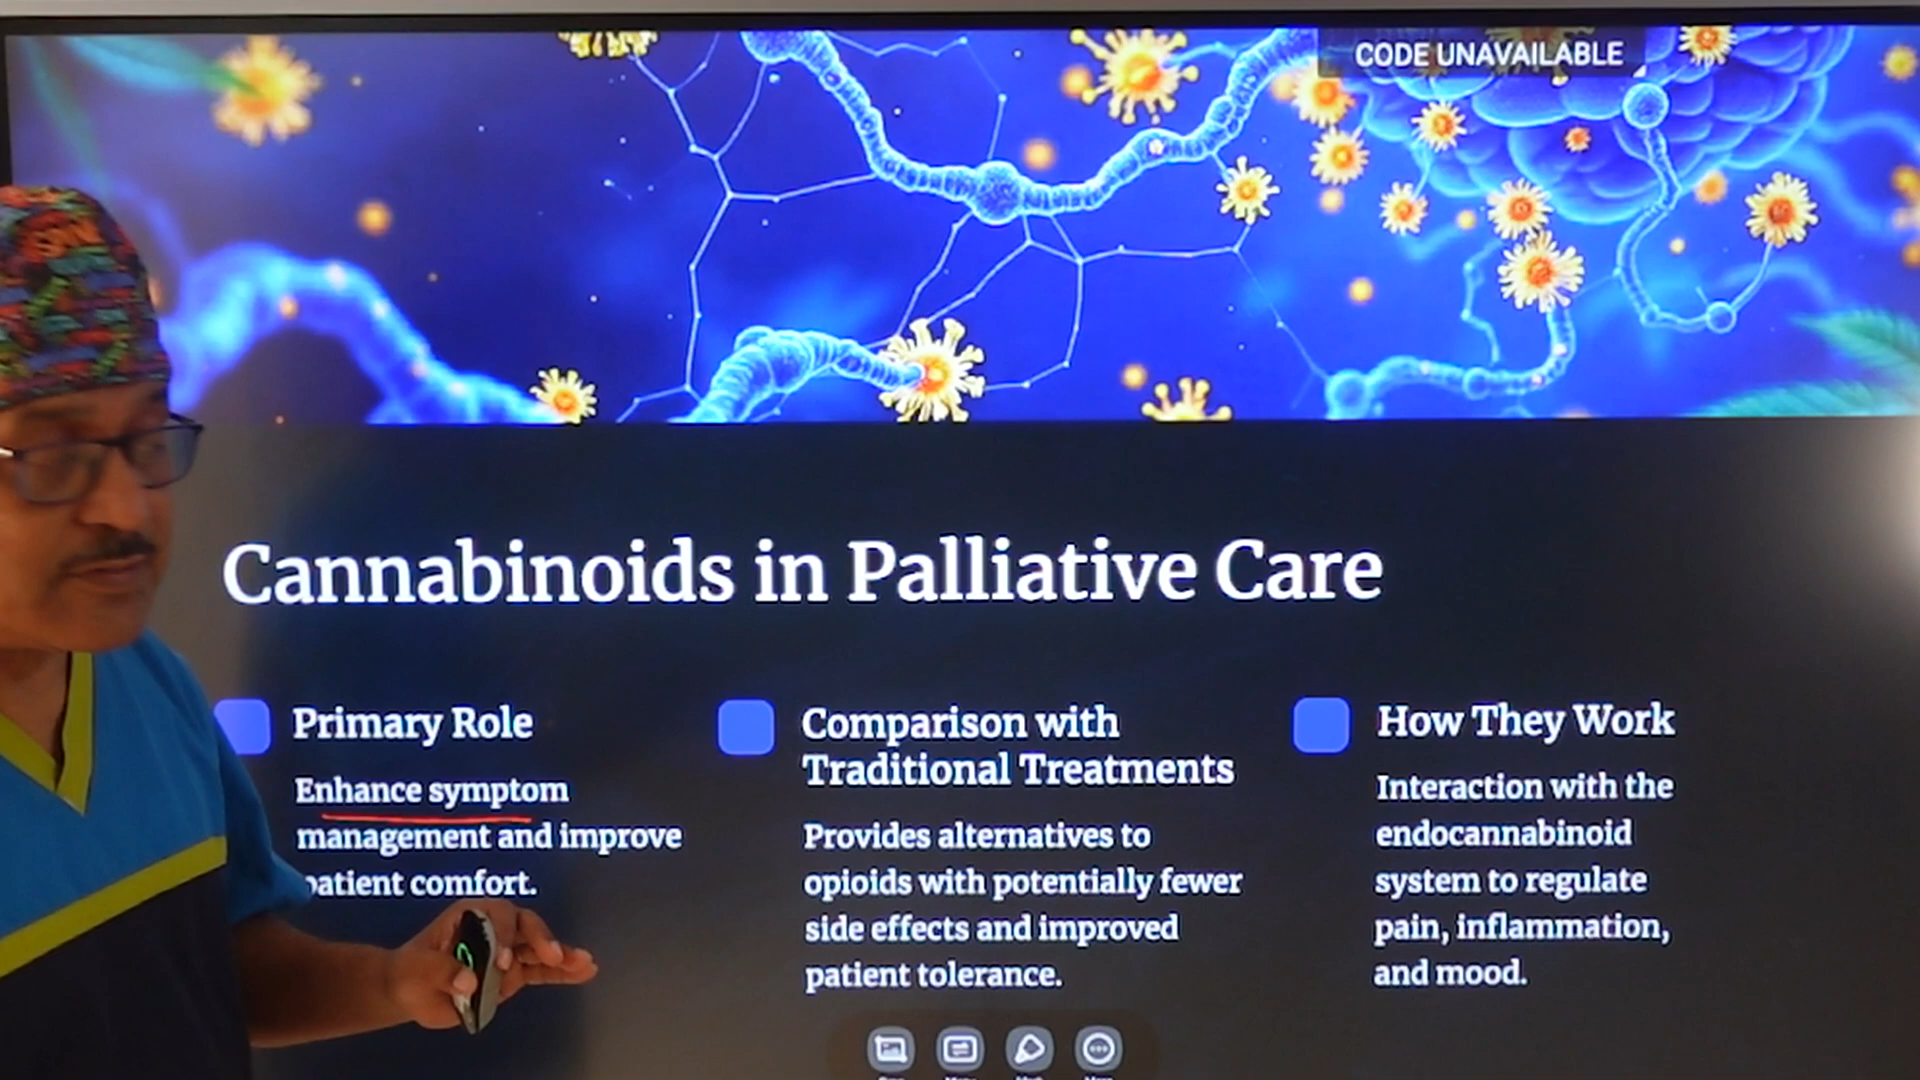 CODE UNAVAILABLE
Cannabinoids in Palliative Care
Primary Role
Enhance symptom
management and improve
patient comfort.
Comparison with
Traditional Treatments
Provides alternatives to
opioids with potentially fewer
side effects and improved
patient tolerance.
How They Work
Interaction with the
endocannabinoid
system to regulate
pain, inflammation,
and mood.